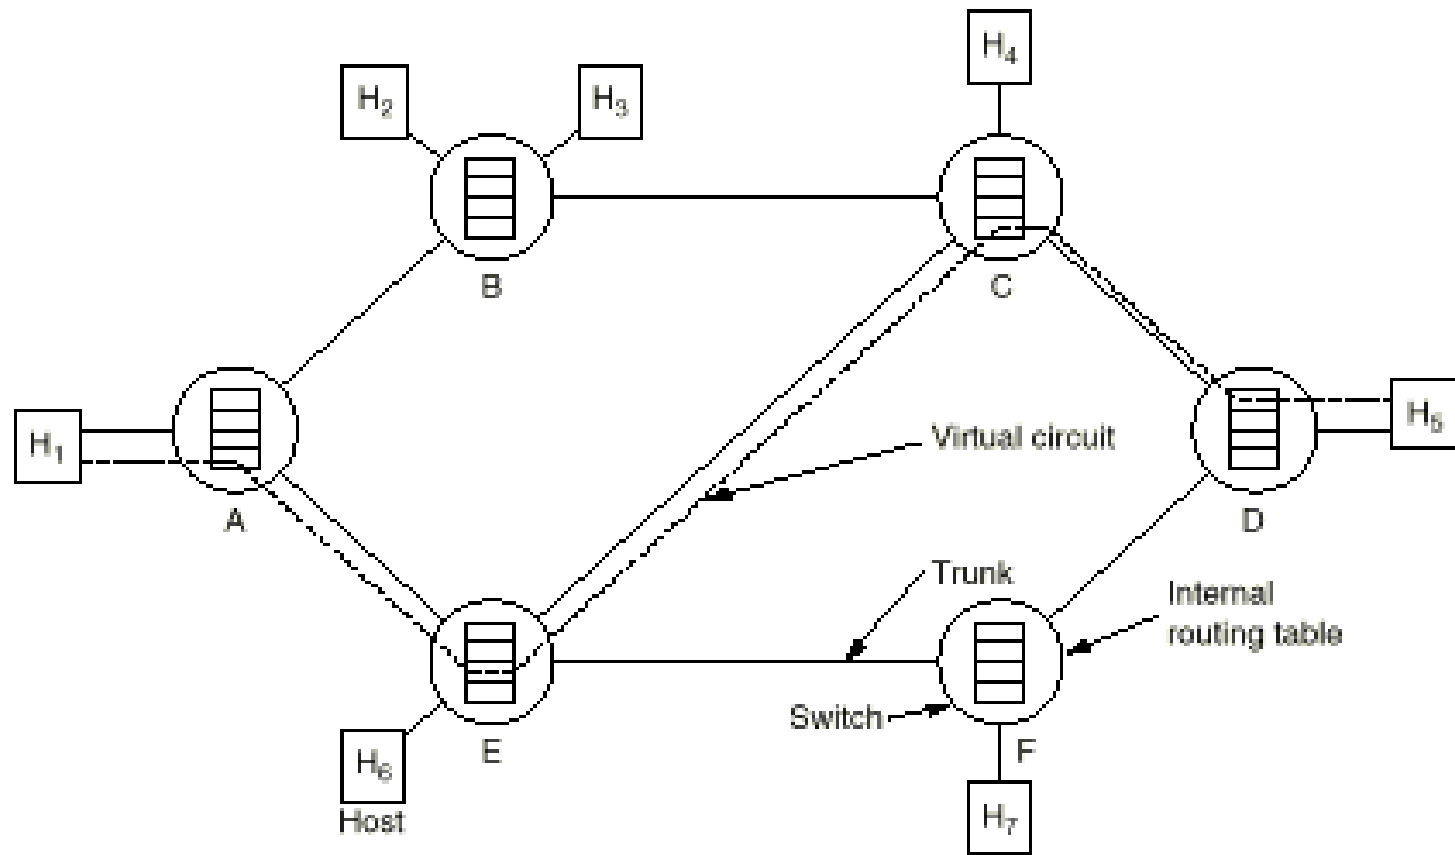 H4
H2
H3
B
C
H1
H5
Virtual circuit
A
D
Trunk
Internal
routing table
Switch
E
F
H6
Host
H7